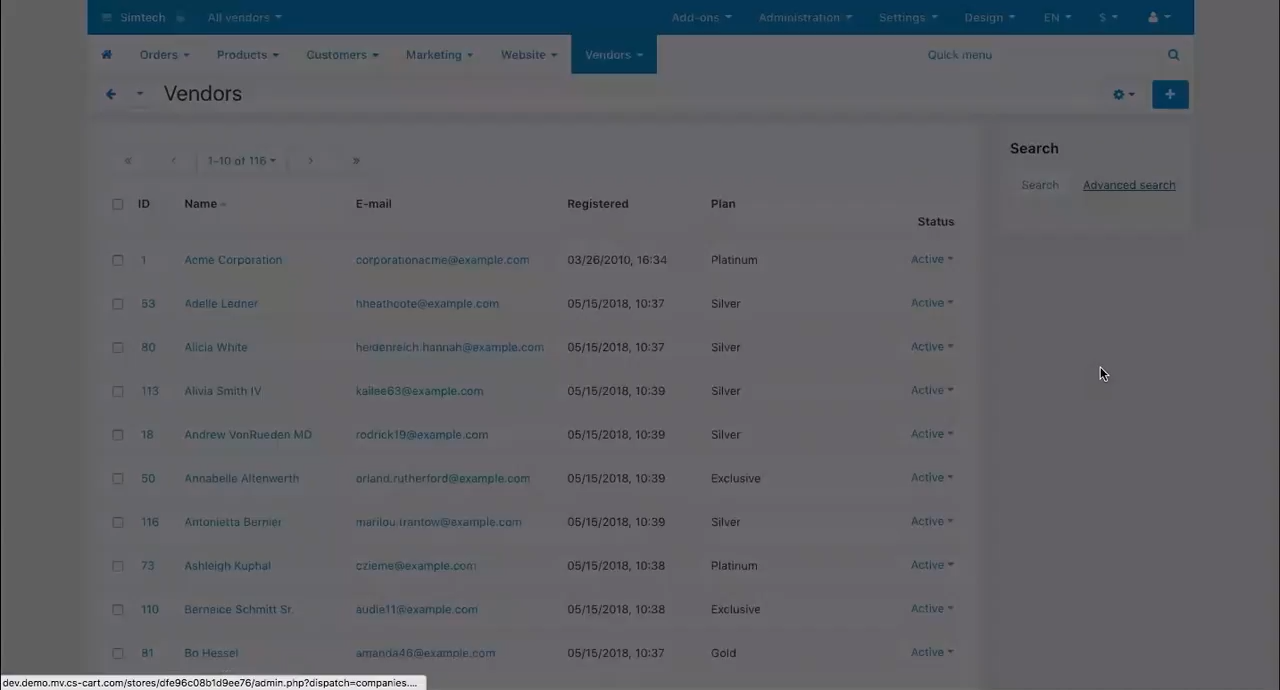 Simtech All vendors Add-ons Administration Settings Design EN $
Orders Products Customers Marketing Website Vendors Quick menu
Vendors +
« ‹ 1–10 of 116 › »
Search
Search Advanced search
ID Name E-mail Registered Plan Status
1 Acme Corporation corporationacme@example.com 03/26/2010, 16:34 Platinum Active
53 Adelle Ledner hheathcote@example.com 05/15/2018, 10:37 Silver Active
80 Alicia White heidenreich.hannah@example.com 05/15/2018, 10:37 Silver Active
113 Alivia Smith IV kailee63@example.com 05/15/2018, 10:39 Silver Active
18 Andrew VonRueden MD rodrick19@example.com 05/15/2018, 10:39 Silver Active
50 Annabelle Altenwerth orland.rutherford@example.com 05/15/2018, 10:39 Exclusive Active
116 Antonietta Bernier marilou.trantow@example.com 05/15/2018, 10:39 Silver Active
73 Ashleigh Kuphal czieme@example.com 05/15/2018, 10:38 Platinum Active
110 Berneice Schmitt Sr. audie11@example.com 05/15/2018, 10:38 Exclusive Active
81 Bo Hessel amanda46@example.com 05/15/2018, 10:37 Gold Active
dev.demo.mv.cs-cart.com/stores/dfe96c08b1d9ee76/admin.php?dispatch=companies....